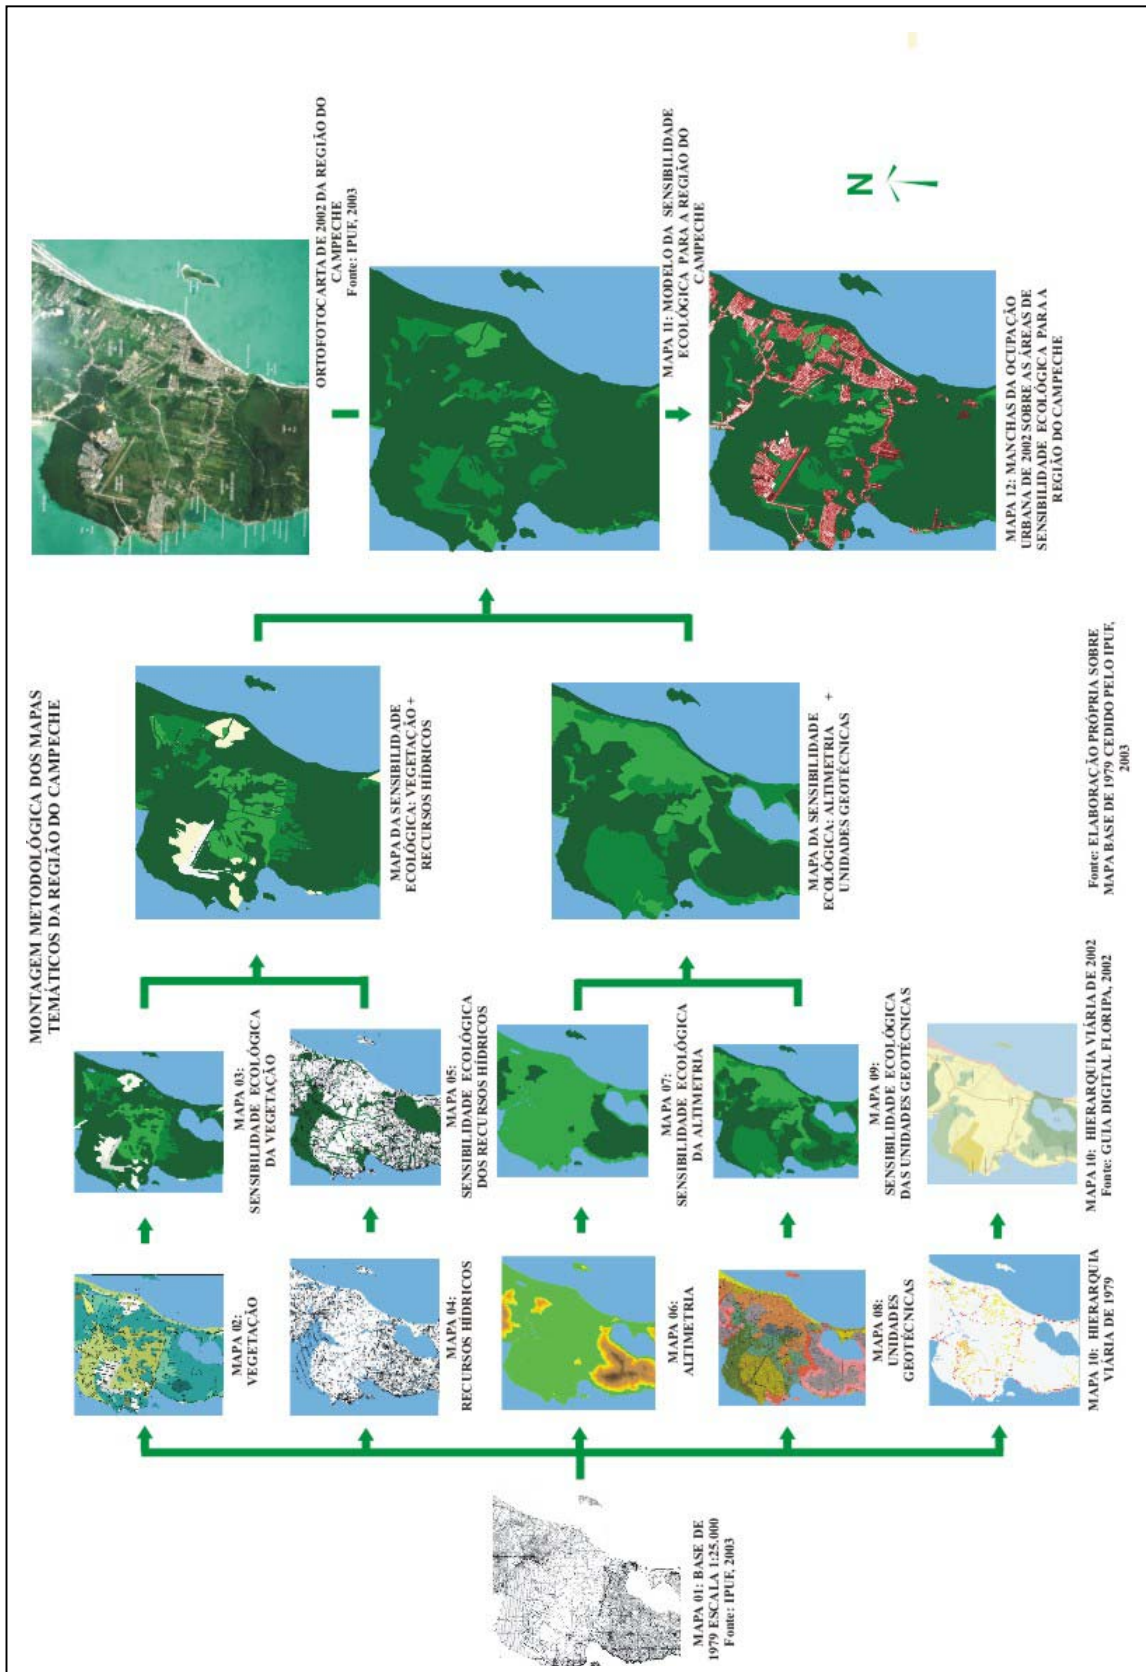 MONTAGEM METODOLÓGICA DOS MAPAS
TEMÁTICOS DA REGIÃO DO CAMPECHE
MAPA 01: BASE DE
1979 ESCALA 1:25.000
Fonte: IPUF, 2003
MAPA 02:
VEGETAÇÃO
MAPA 04:
RECURSOS HÍDRICOS
MAPA 06:
ALTIMETRIA
MAPA 08:
UNIDADES
GEOTÉCNICAS
MAPA 10: HIERARQUIA
VIÁRIA DE 1979
MAPA 03:
SENSIBILIDADE ECOLÓGICA
DA VEGETAÇÃO
MAPA 05:
SENSIBILIDADE ECOLÓGICA
DOS RECURSOS HÍDRICOS
MAPA 07:
SENSIBILIDADE ECOLÓGICA
DA ALTIMETRIA
MAPA 09:
SENSIBILIDADE ECOLÓGICA
DAS UNIDADES GEOTÉCNICAS
MAPA 10: HIERARQUIA VIÁRIA DE 2002
Fonte: GUIA DIGITAL FLORIPA, 2002
MAPA DA SENSIBILIDADE
ECOLÓGICA: VEGETAÇÃO +
RECURSOS HÍDRICOS
MAPA DA SENSIBILIDADE
ECOLÓGICA: ALTIMETRIA +
UNIDADES GEOTÉCNICAS
Fonte: ELABORAÇÃO PRÓPRIA SOBRE
MAPA BASE DE 1979 CEDIDO PELO IPUF,
2003
ORTOFOTOCARTA DE 2002 DA REGIÃO DO
CAMPECHE
Fonte: IPUF, 2003
MAPA 11: MODELO DA SENSIBILIDADE
ECOLÓGICA PARA A REGIÃO DO
CAMPECHE
MAPA 12: MANCHAS DA OCUPAÇÃO
URBANA DE 2002 SOBRE AS ÁREAS DE
SENSIBILIDADE ECOLÓGICA PARA A
REGIÃO DO CAMPECHE
N